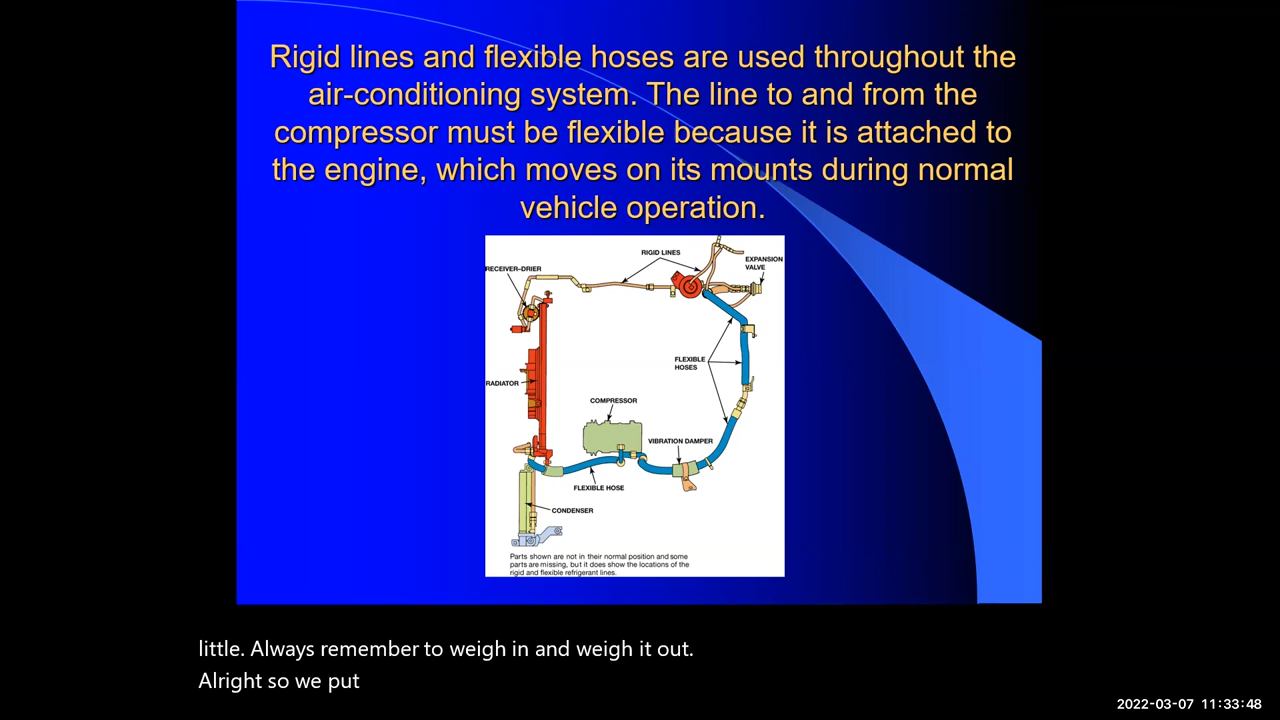 Rigid lines and flexible hoses are used throughout the
air-conditioning system. The line to and from the
compressor must be flexible because it is attached to
the engine, which moves on its mounts during normal
vehicle operation.
RIGID LINES
EXPANSION
VALVE
RECEIVER-DRIER
FLEXIBLE
HOSES
RADIATOR
COMPRESSOR
VIBRATION DAMPER
FLEXIBLE HOSE
CONDENSER
Parts shown are not in their normal position and some
parts are missing, but it does show the locations of the
rigid and flexible refrigerant lines.
little. Always remember to weigh in and weigh it out.
Alright so we put
2022-03-07 11:33:48